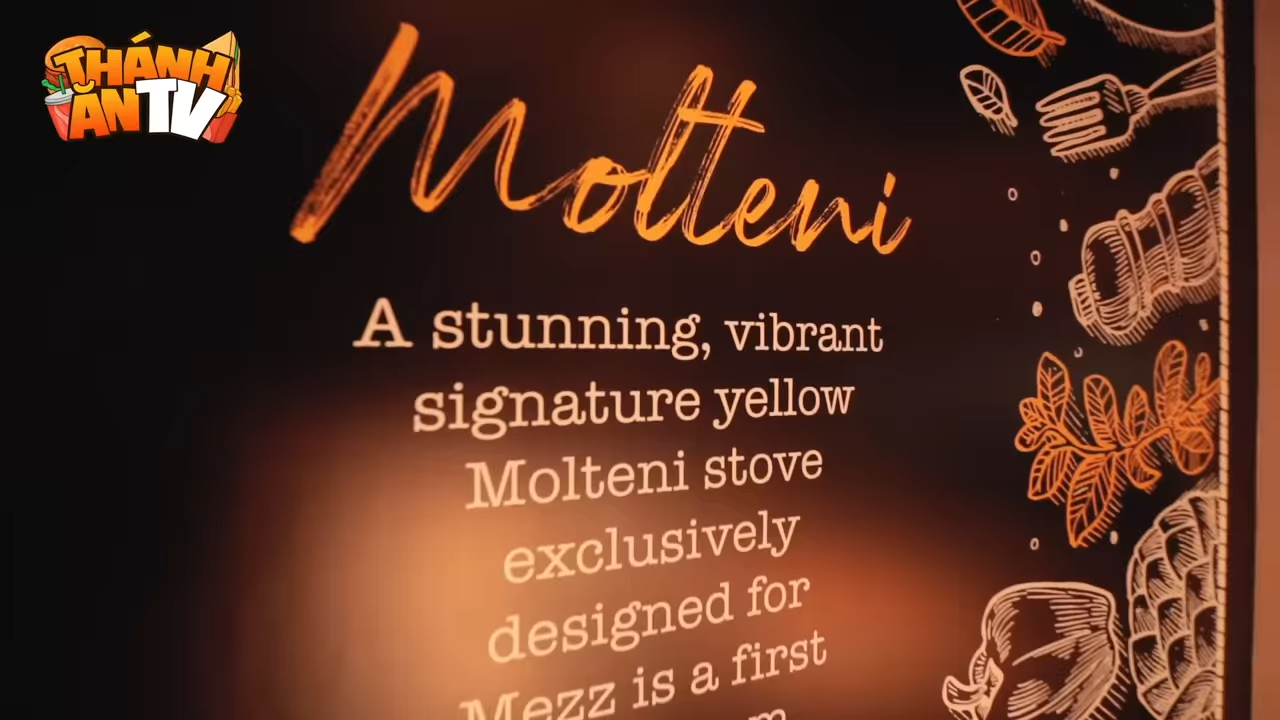 THÁNH
ĂN TV
Molteni
A stunning, vibrant
signature yellow
Molteni stove
exclusively
designed for
Mezz is a first